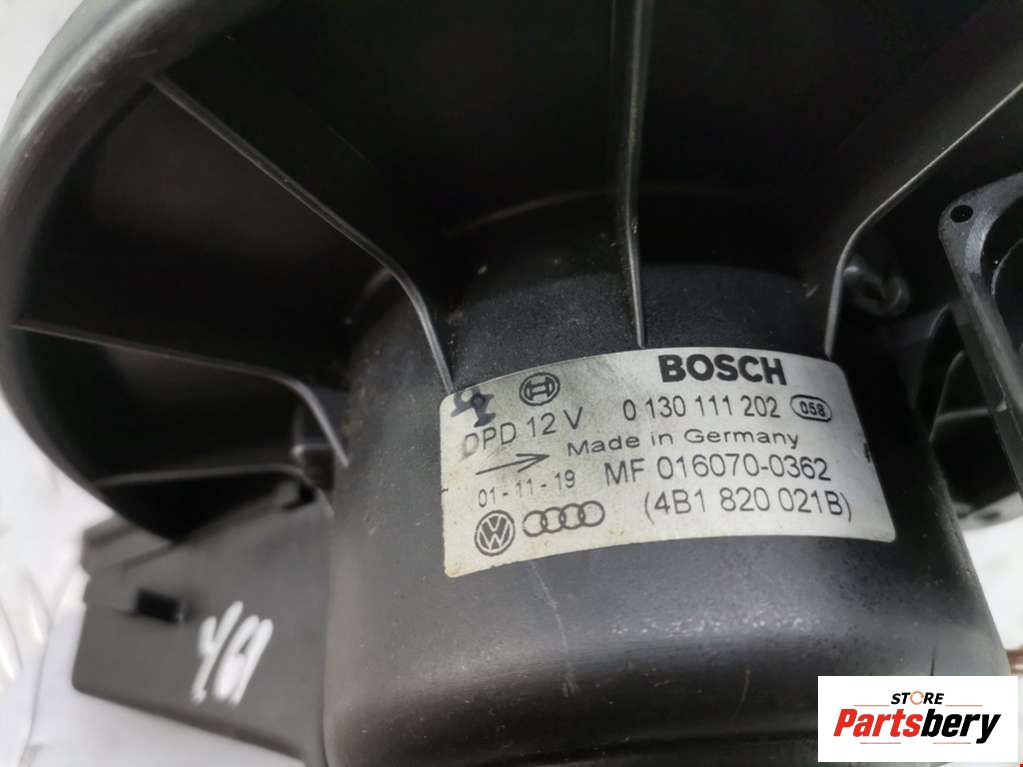 BOSCH
DPD 12 V 0 130 111 202 058
Made in Germany
01-11-19 MF 016070-0362
(4B1 820 021B)
STORE
Partsbery